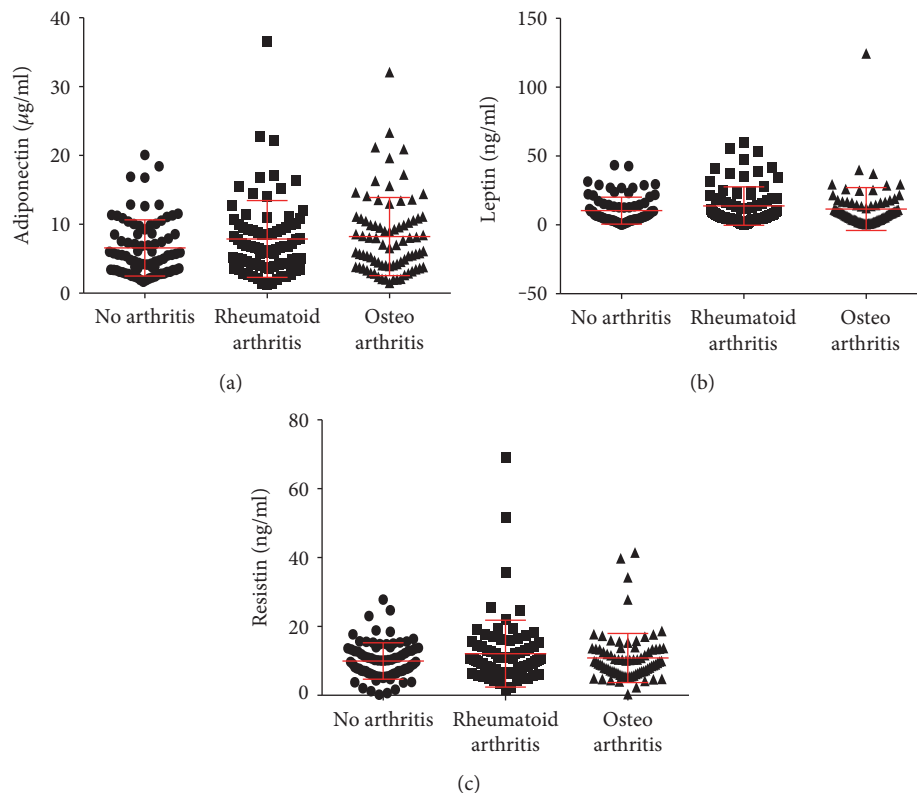 40
30
20
10
0
Adiponectin (μg/ml)
No arthritis
Rheumatoid
arthritis
Osteo
arthritis
(a)
150
100
50
0
−50
Leptin (ng/ml)
No arthritis
Rheumatoid
arthritis
Osteo
arthritis
(b)
80
60
40
20
0
Resistin (ng/ml)
No arthritis
Rheumatoid
arthritis
Osteo
arthritis
(c)